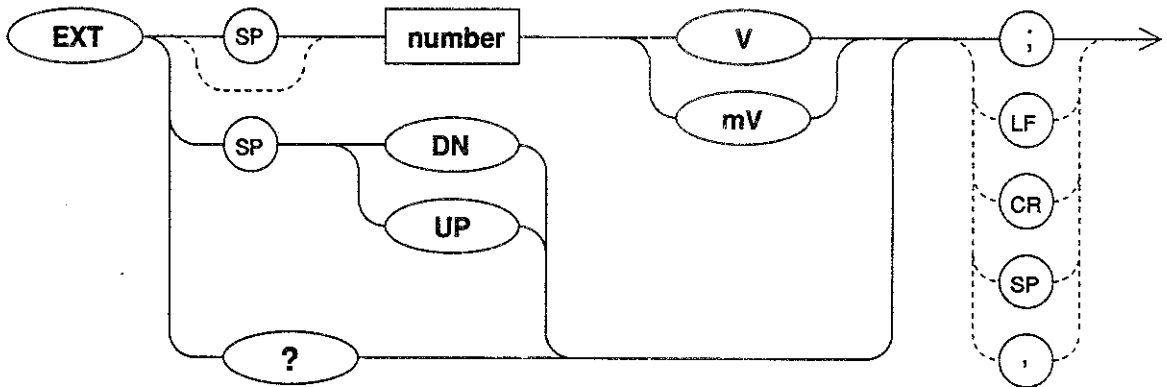 EXT SP number V ;
mV LF
SP DN
UP CR
SP
? ,